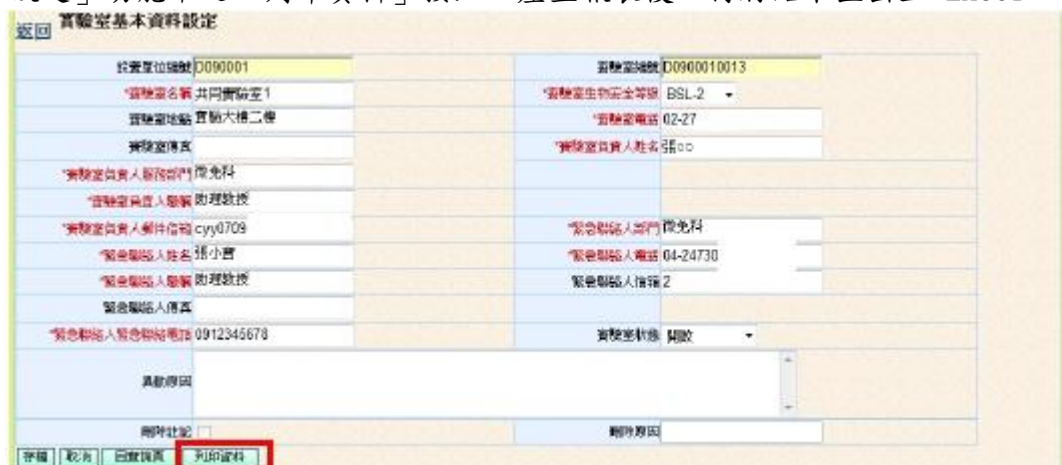 返回 實驗室基本資料設定
設置單位編號 D090001 實驗室編號 D0900010013
*實驗室名稱 共同實驗室1 *實驗室生物安全等級 BSL-2
實驗室地點 實驗大樓二樓 *實驗室電話 02-27
實驗室傳真 *實驗室負責人姓名 張○○
*實驗室負責人服務部門 微免科
*實驗室負責人職稱 助理教授
*實驗室負責人郵件信箱 cyy0709 *緊急聯絡人部門 微免科
*緊急聯絡人姓名 張小曹 *緊急聯絡人電話 04-24730
*緊急聯絡人職稱 助理教授 緊急聯絡人信箱 2
緊急聯絡人傳真
*緊急聯絡人緊急聯絡電話 0912345678 實驗室狀態 開啟
異動原因
刪除註記 刪除原因
存檔 取消 回查詢頁 列印資料